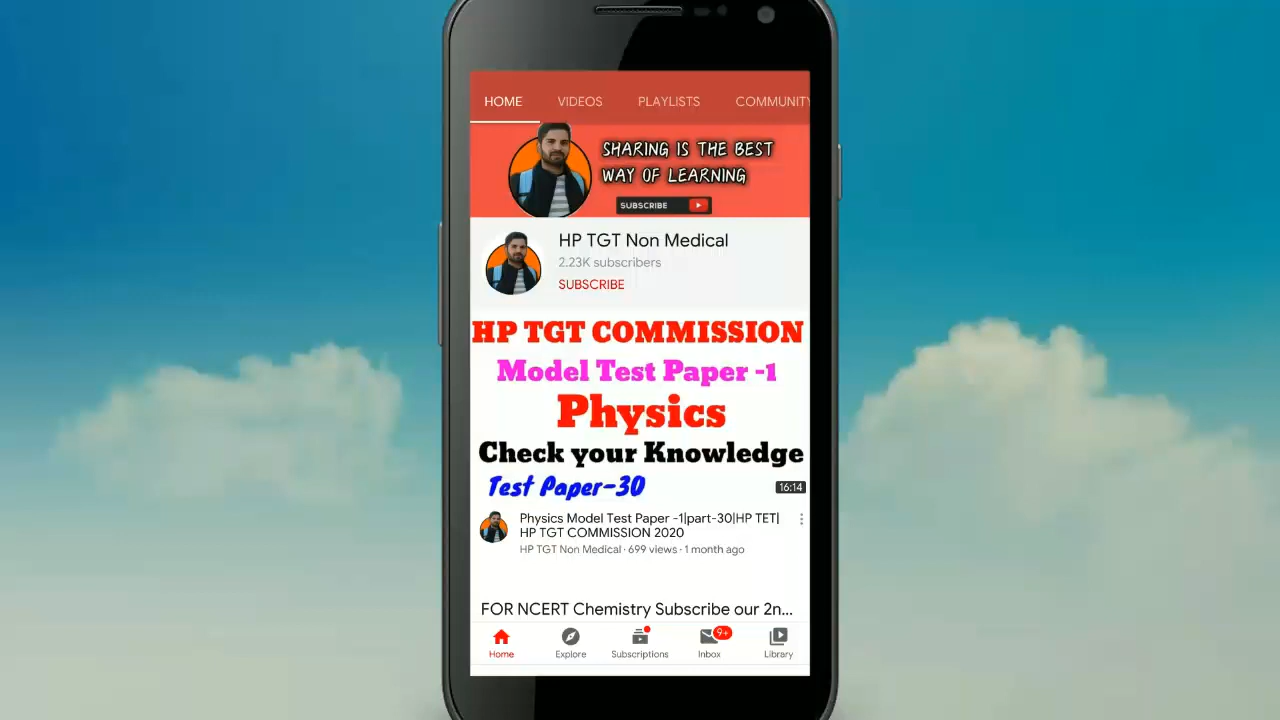 HOME VIDEOS PLAYLISTS COMMUNITY
SHARING IS THE BEST
WAY OF LEARNING
SUBSCRIBE
HP TGT Non Medical
2.23K subscribers
SUBSCRIBE
HP TGT COMMISSION
Model Test Paper -1
Physics
Check your Knowledge
Test Paper-30
16:14
Physics Model Test Paper -1|part-30|HP TET|
HP TGT COMMISSION 2020
HP TGT Non Medical · 699 views · 1 month ago
FOR NCERT Chemistry Subscribe our 2n...
9+
Home Explore Subscriptions Inbox Library